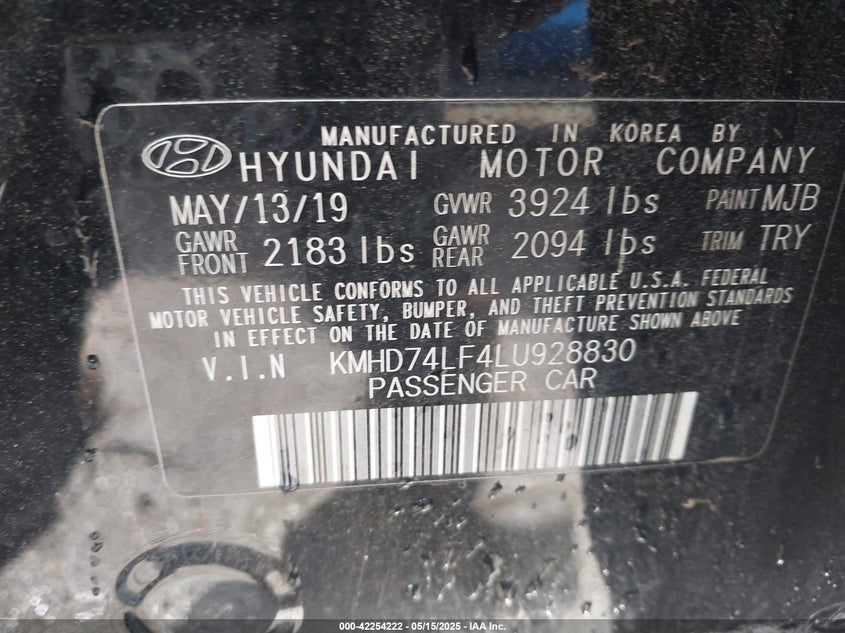 MANUFACTURED IN KOREA BY
HYUNDAI MOTOR COMPANY
MAY/13/19 GVWR 3924 lbs PAINT MJB
GAWR FRONT 2183 lbs GAWR REAR 2094 lbs TRIM TRY
THIS VEHICLE CONFORMS TO ALL APPLICABLE U.S.A. FEDERAL
MOTOR VEHICLE SAFETY, BUMPER, AND THEFT PREVENTION STANDARDS
IN EFFECT ON THE DATE OF MANUFACTURE SHOWN ABOVE
V.I.N KMHD74LF4LU928830
PASSENGER CAR
000-42254222 - 05/15/2025 - IAA Inc.